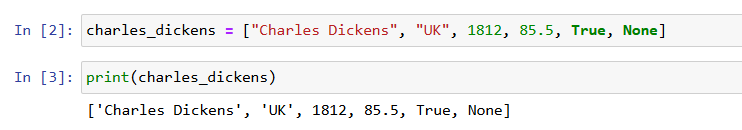 In [2]: charles_dickens = ["Charles Dickens", "UK", 1812, 85.5, True, None]
In [3]: print(charles_dickens)
['Charles Dickens', 'UK', 1812, 85.5, True, None]